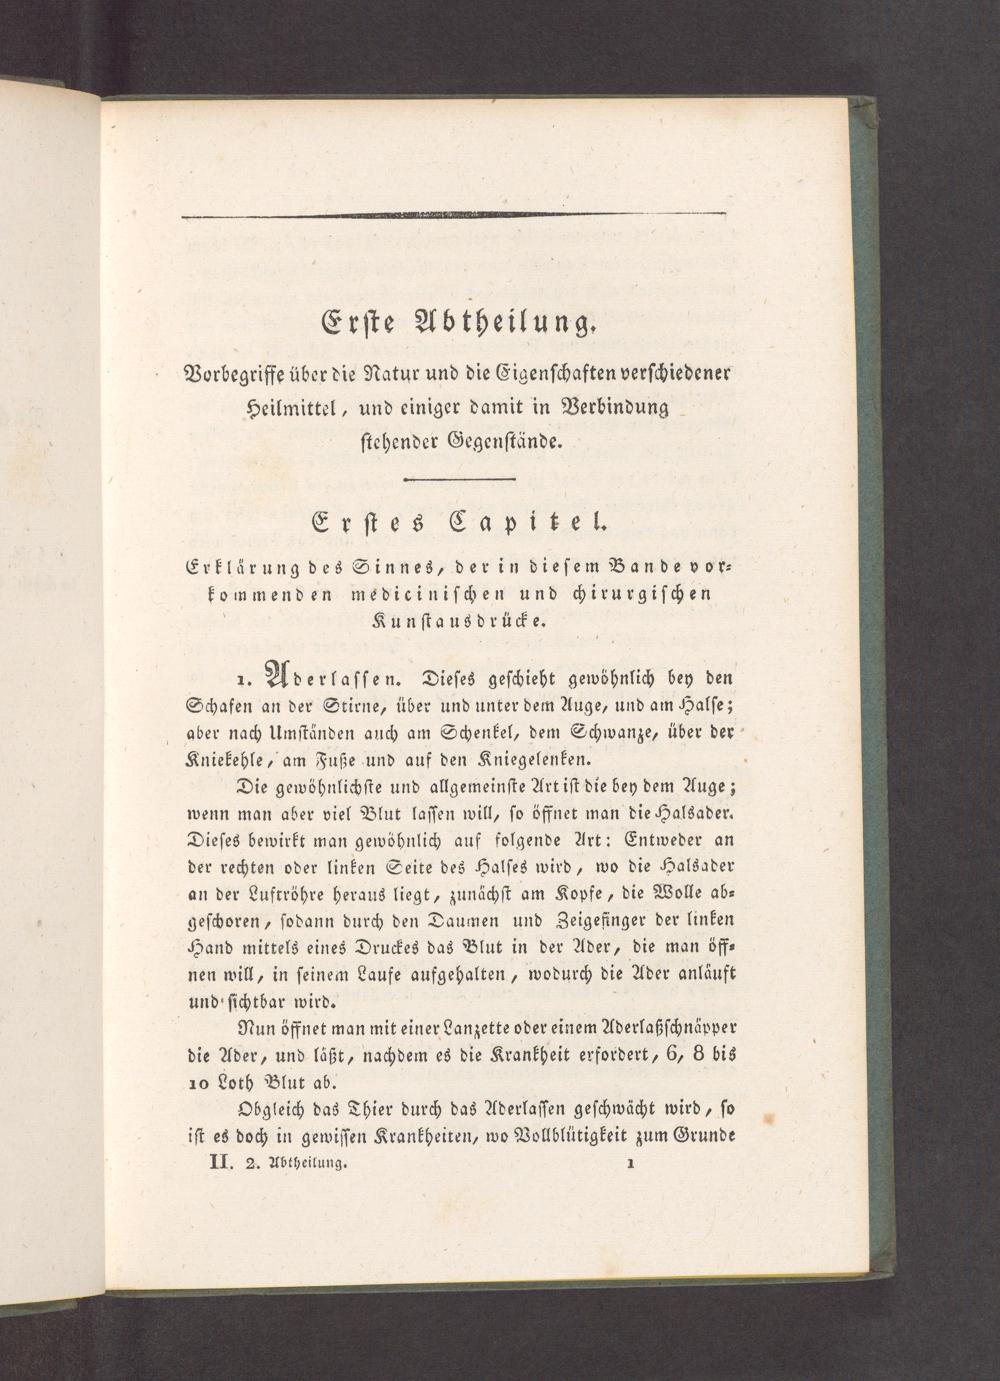 Erste Abtheilung.
Vorbegriffe über die Natur und die Eigenschaften verschiedener
Heilmittel, und einiger damit in Verbindung
stehender Gegenstände.
Erstes Capitel.
Erklärung des Sinnes, der in diesem Bande vor-
kommenden medicinischen und chirurgischen
Kunstausdrücke.
1. Aderlassen. Dieses geschieht gewöhnlich bey den
Schafen an der Stirne, über und unter dem Auge, und am Halse;
aber nach Umständen auch am Schenkel, dem Schwanze, über der
Kniekehle, am Fuße und auf den Kniegelenken.
Die gewöhnlichste und allgemeinste Art ist die bey dem Auge;
wenn man aber viel Blut lassen will, so öffnet man die Halsader.
Dieses bewirkt man gewöhnlich auf folgende Art: Entweder an
der rechten oder linken Seite des Halses wird, wo die Halsader
an der Luftröhre heraus liegt, zunächst am Kopfe, die Wolle ab-
geschoren, sodann durch den Daumen und Zeigefinger der linken
Hand mittels eines Druckes das Blut in der Ader, die man öff-
nen will, in seinem Laufe aufgehalten, wodurch die Ader anläuft
und sichtbar wird.
Nun öffnet man mit einer Lanzette oder einem Aderlaßschnäpper
die Ader, und läßt, nachdem es die Krankheit erfordert, 6, 8 bis
10 Loth Blut ab.
Obgleich das Thier durch das Aderlassen geschwächt wird, so
ist es doch in gewissen Krankheiten, wo Vollblütigkeit zum Grunde
II. 2. Abtheilung. 1